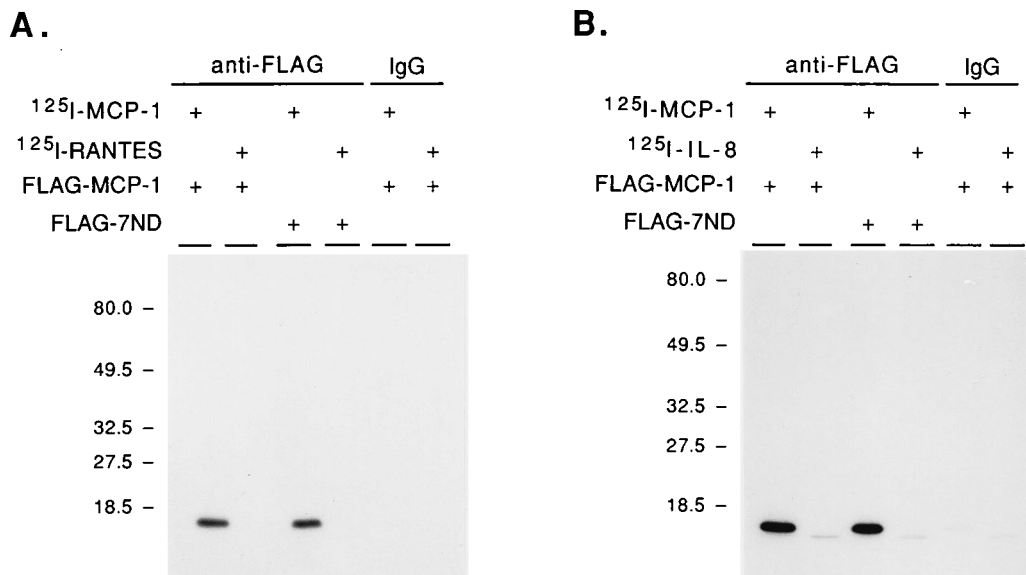 A.
anti-FLAG IgG
¹²⁵I-MCP-1 + + +
¹²⁵I-RANTES + + +
FLAG-MCP-1 + + + +
FLAG-7ND + +
80.0 –
49.5 –
32.5 –
27.5 –
18.5 –
B.
anti-FLAG IgG
¹²⁵I-MCP-1 + + +
¹²⁵I-IL-8 + + +
FLAG-MCP-1 + + + +
FLAG-7ND + +
80.0 –
49.5 –
32.5 –
27.5 –
18.5 –